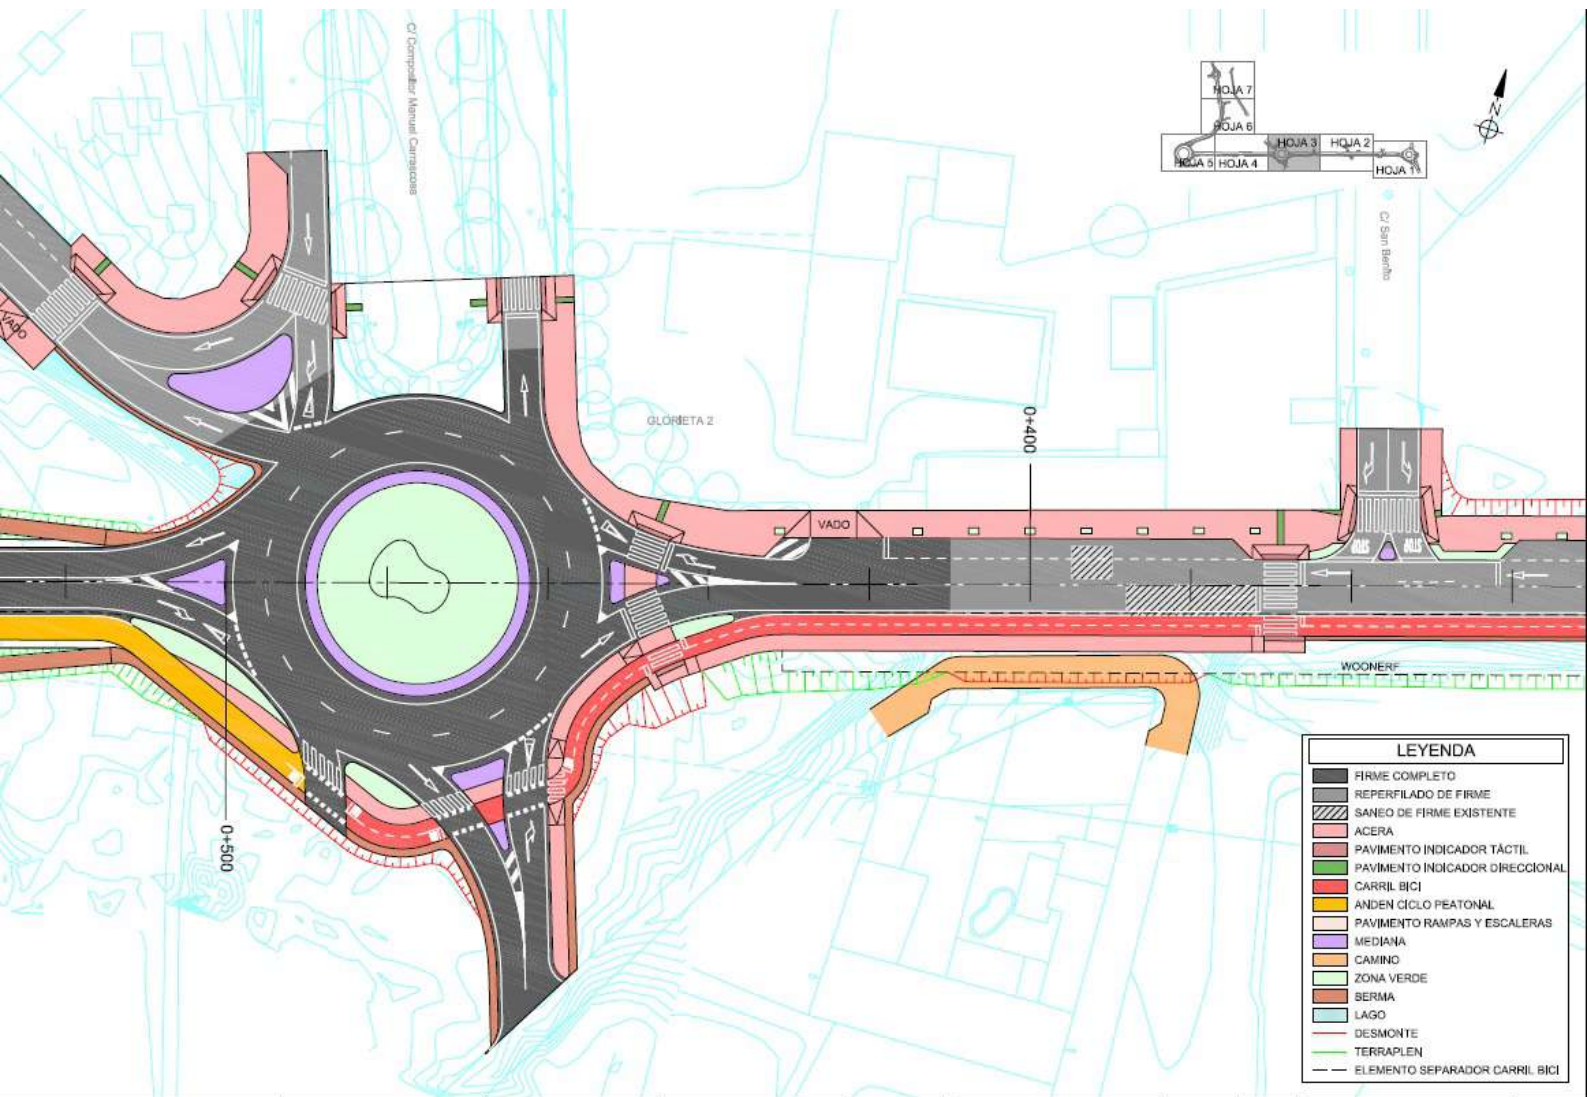 C/ Compositor Manuel Carrascosa
HOJA 7
HOJA 6
HOJA 5
HOJA 4
HOJA 3
HOJA 2
HOJA 1
N
C/ San Benito
VADO
GLORIETA 2
0+400
VADO
STOP
STOP
WOONERF
0+500
LEYENDA
FIRME COMPLETO
REPERFILADO DE FIRME
SANEO DE FIRME EXISTENTE
ACERA
PAVIMENTO INDICADOR TÁCTIL
PAVIMENTO INDICADOR DIRECCIONAL
CARRIL BICI
ANDEN CICLO PEATONAL
PAVIMENTO RAMPAS Y ESCALERAS
MEDIANA
CAMINO
ZONA VERDE
BERMA
LAGO
DESMONTE
TERRAPLEN
ELEMENTO SEPARADOR CARRIL BICI